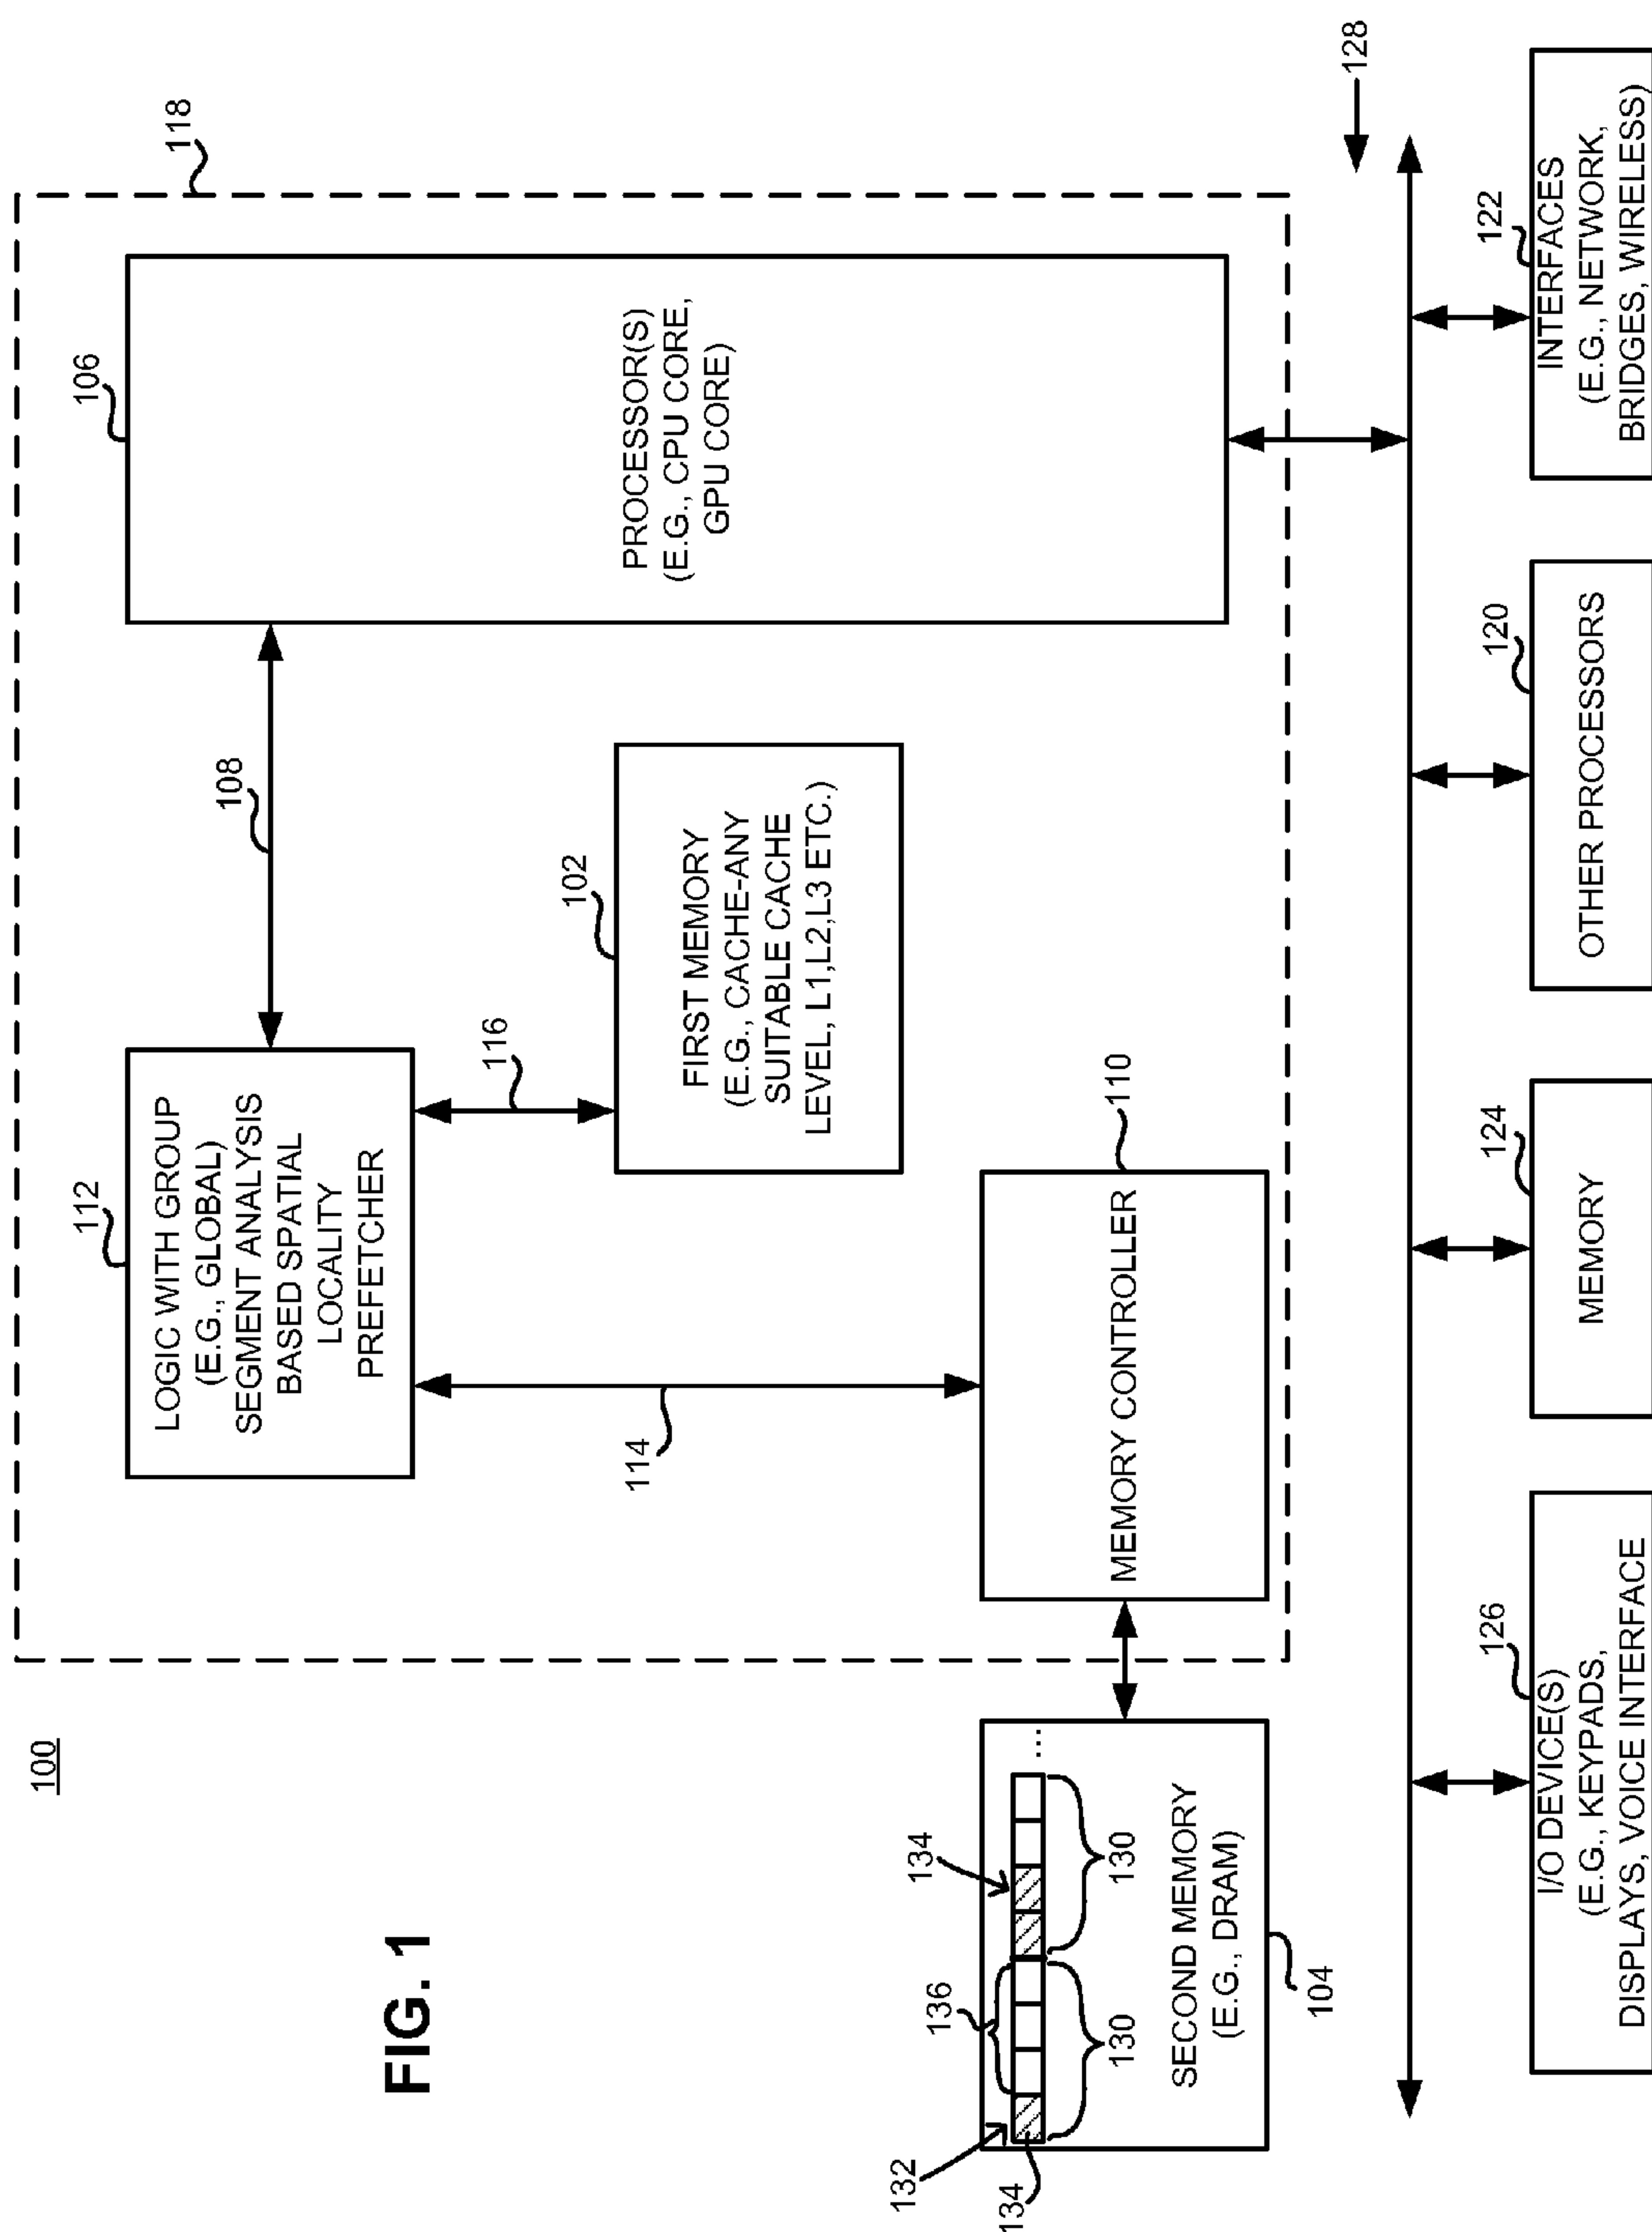 100
FIG. 1
118
112
LOGIC WITH GROUP
(E.G., GLOBAL)
SEGMENT ANALYSIS
BASED SPATIAL
LOCALITY
PREFETCHER
108
106
PROCESSOR(S)
(E.G., CPU CORE,
GPU CORE)
116
114
102
FIRST MEMORY
(E.G., CACHE-ANY
SUITABLE CACHE
LEVEL, L1,L2,L3 ETC.)
110
MEMORY CONTROLLER
132
134
136
134
...
130
130
SECOND MEMORY
(E.G., DRAM)
104
128
126
I/O DEVICE(S)
(E.G., KEYPADS,
DISPLAYS, VOICE INTERFACE
124
MEMORY
120
OTHER PROCESSORS
122
INTERFACES
(E.G., NETWORK,
BRIDGES, WIRELESS)